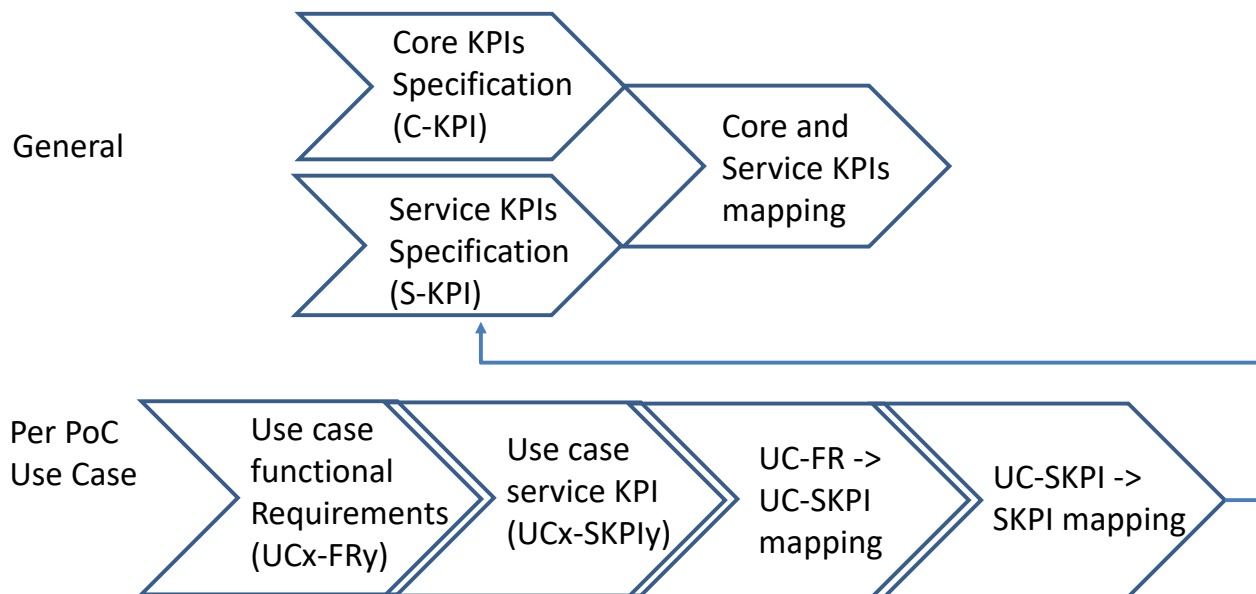 General
Core KPIs
Specification
(C-KPI)
Core and
Service KPIs
mapping
Service KPIs
Specification
(S-KPI)
Per PoC
Use Case
Use case
functional
Requirements
(UCx-FRy)
Use case
service KPI
(UCx-SKPIy)
UC-FR ->
UC-SKPI
mapping
UC-SKPI ->
SKPI mapping